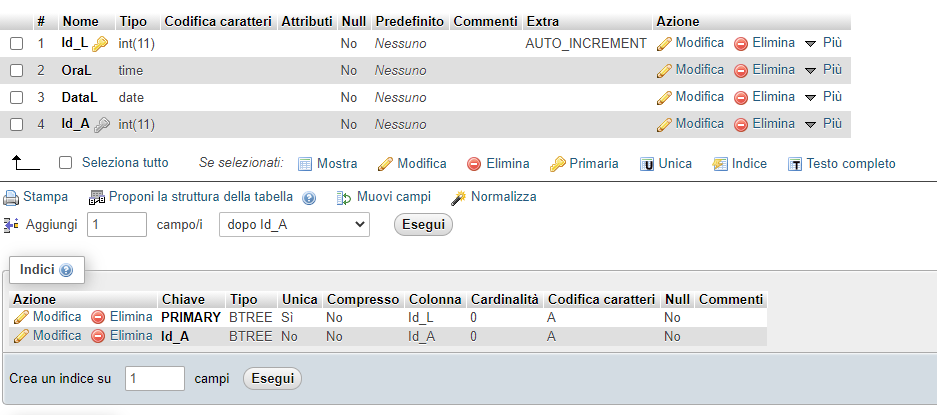 # Nome Tipo Codifica caratteri Attributi Null Predefinito Commenti Extra Azione
1 Id_L int(11) No Nessuno AUTO_INCREMENT Modifica Elimina Più
2 OraL time No Nessuno Modifica Elimina Più
3 DataL date No Nessuno Modifica Elimina Più
4 Id_A int(11) No Nessuno Modifica Elimina Più
Seleziona tutto Se selezionati: Mostra Modifica Elimina Primaria U Unica Indice T Testo completo
Stampa Proponi la struttura della tabella Muovi campi Normalizza
Aggiungi 1 campo/i dopo Id_A Esegui
Indici
Azione Chiave Tipo Unica Compresso Colonna Cardinalità Codifica caratteri Null Commenti
Modifica Elimina PRIMARY BTREE Sì No Id_L 0 A No
Modifica Elimina Id_A BTREE No No Id_A 0 A No
Crea un indice su 1 campi Esegui